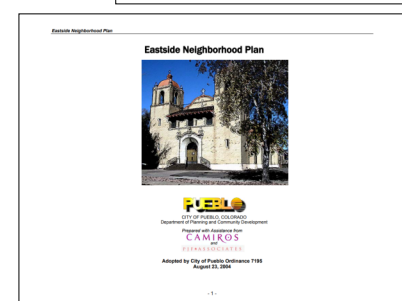 Eastside Neighborhood Plan
Eastside Neighborhood Plan
PUEBLO
CITY OF PUEBLO, COLORADO
Department of Planning and Community Development
Prepared with Assistance from
CAMIROS
and
Adopted by City of Pueblo Ordinance 7195
August 23, 2004
- 1 -